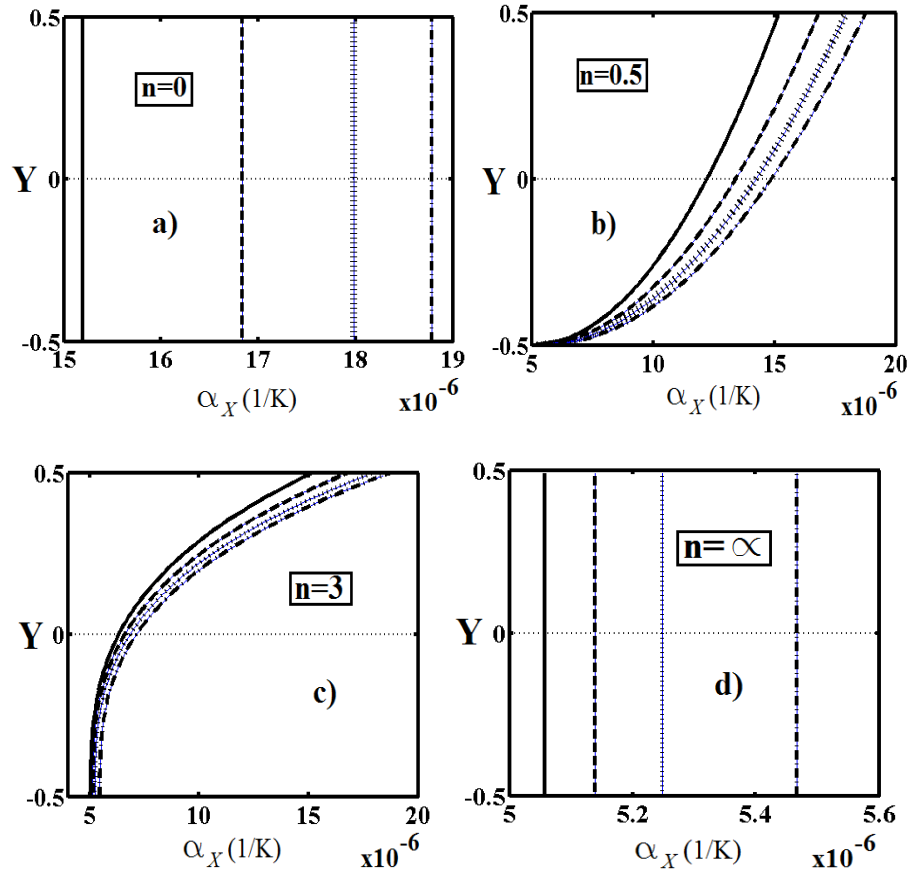 0.5
n=0
Y
0
a)
-0.5
15 16 17 18 19
α_X (1/K)
x10^-6
0.5
n=0.5
Y
0
b)
-0.5
5 10 15 20
α_X (1/K)
x10^-6
0.5
n=3
Y
0
c)
-0.5
5 10 15 20
α_X (1/K)
x10^-6
0.5
n= ∝
Y
0
d)
-0.5
5 5.2 5.4 5.6
α_X (1/K)
x10^-6